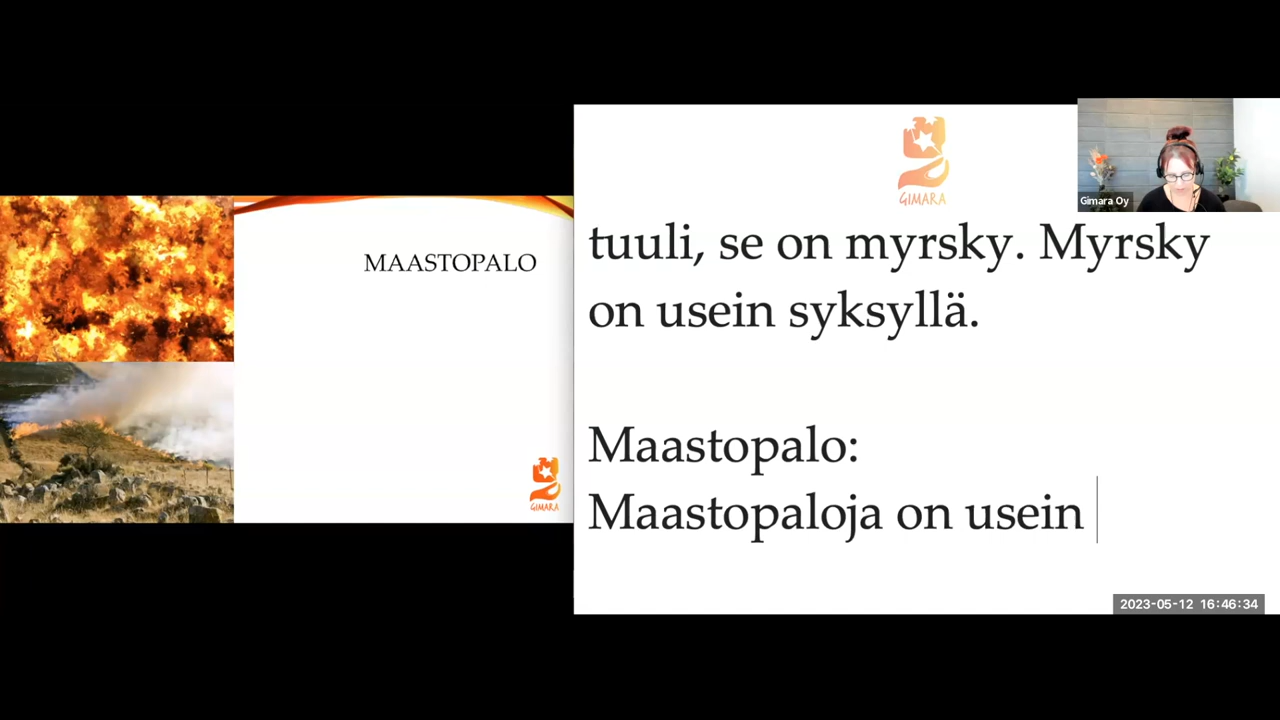 MAASTOPALO
GIMARA
GIMARA
tuuli, se on myrsky. Myrsky
on usein syksyllä.
Maastopalo:
Maastopaloja on usein
Gimara Oy
2023-05-12 16:46:34